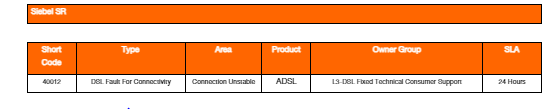 Siebel SR
Short Code Type Area Product Owner Group SLA
40012 DSL Fault For Connectivity Connection Unstable ADSL L3-DSL Fixed Technical Consumer Support 24 Hours